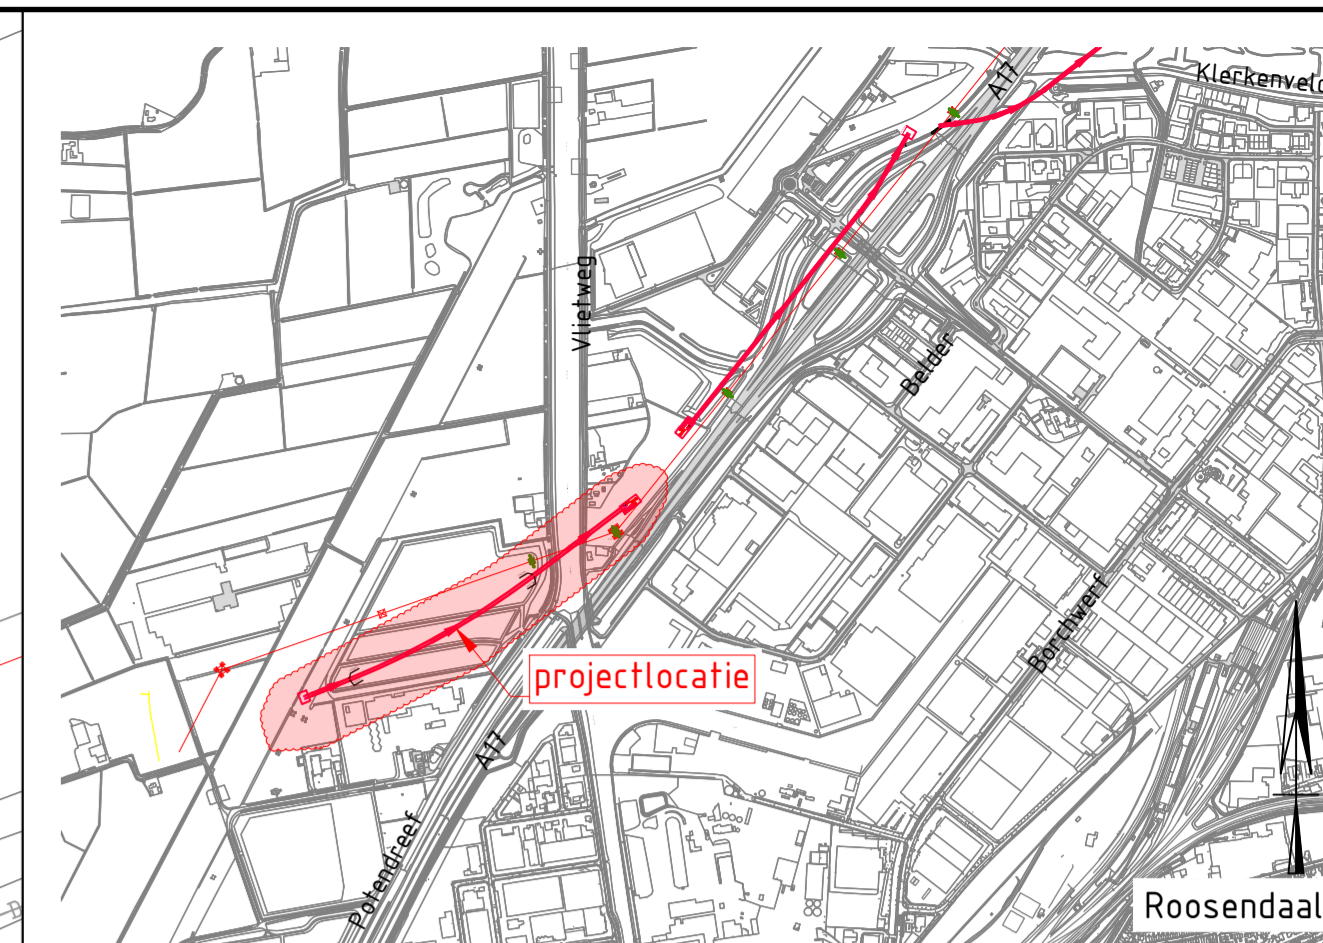 A17
Klerkenveld
Vlietweg
Belder
Borchwerf
projectlocatie
A17
Potendreef
Roosendaal